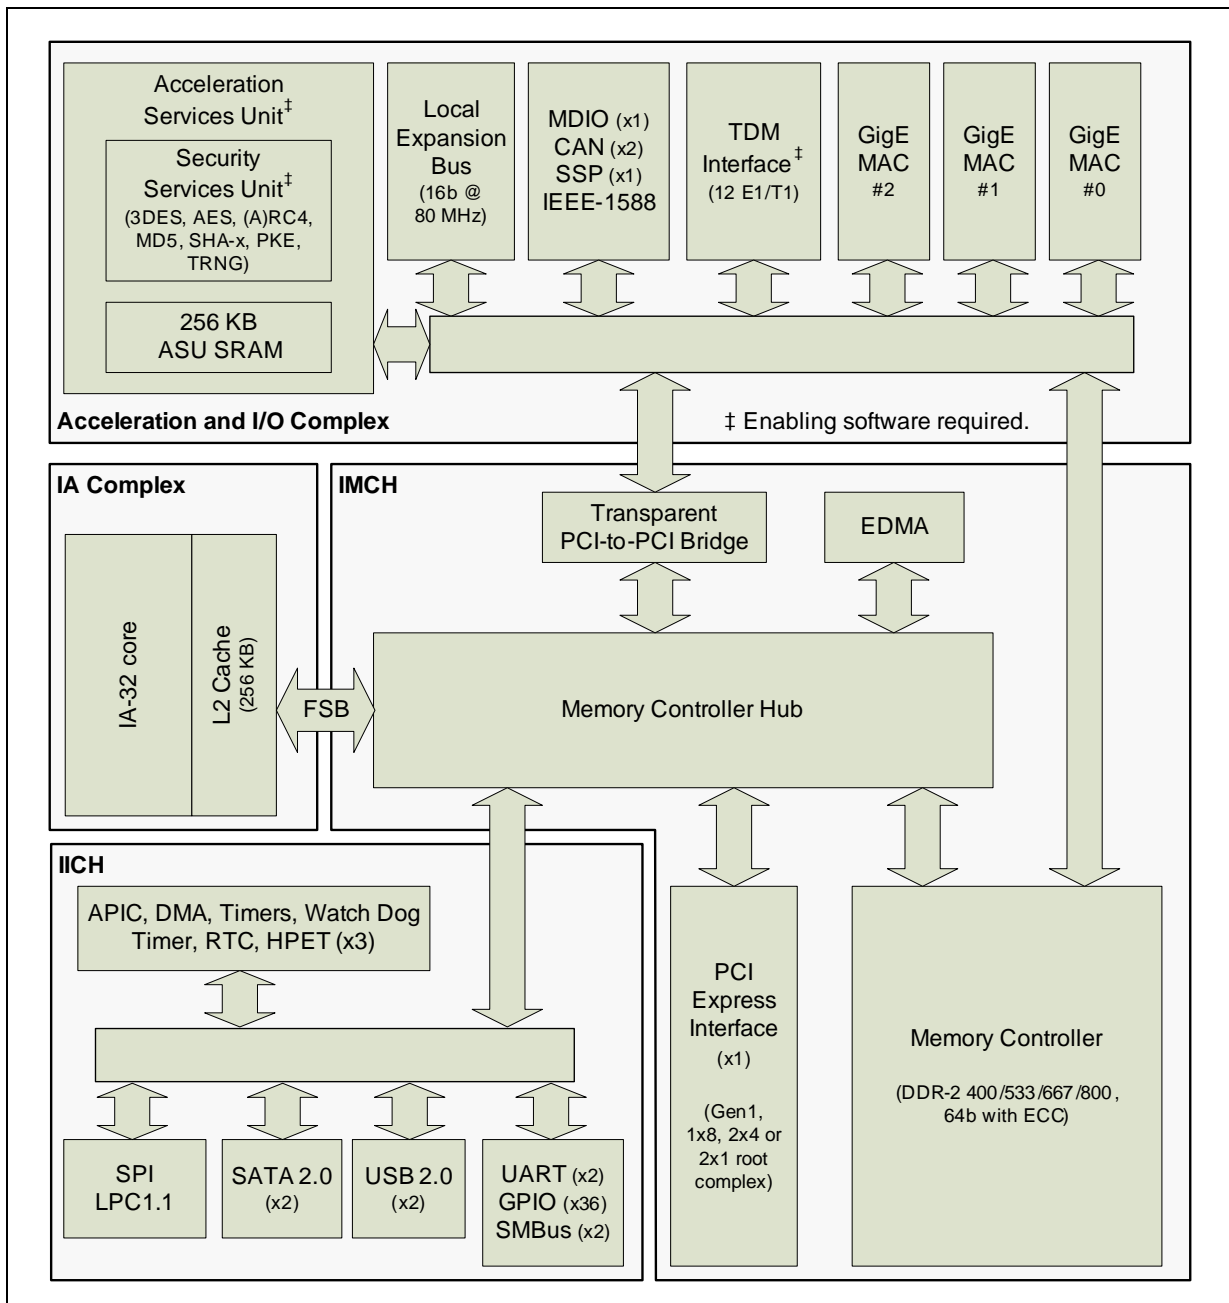 Acceleration
Services Unit‡
Security
Services Unit‡
(3DES, AES, (A)RC4,
MD5, SHA-x, PKE,
TRNG)
256 KB
ASU SRAM
Local
Expansion
Bus
(16b @
80 MHz)
MDIO (x1)
CAN (x2)
SSP (x1)
IEEE-1588
TDM
Interface‡
(12 E1/T1)
GigE
MAC
#2
GigE
MAC
#1
GigE
MAC
#0
Acceleration and I/O Complex
‡ Enabling software required.
IA Complex
IA-32 core
L2 Cache
(256 KB)
FSB
IMCH
Transparent
PCI-to-PCI Bridge
EDMA
Memory Controller Hub
IICH
APIC, DMA, Timers, Watch Dog
Timer, RTC, HPET (x3)
SPI
LPC1.1
SATA 2.0
(x2)
USB 2.0
(x2)
UART (x2)
GPIO (x36)
SMBus (x2)
PCI
Express
Interface
(x1)
(Gen1,
1x8, 2x4 or
2x1 root
complex)
Memory Controller
(DDR-2 400/533/667/800,
64b with ECC)